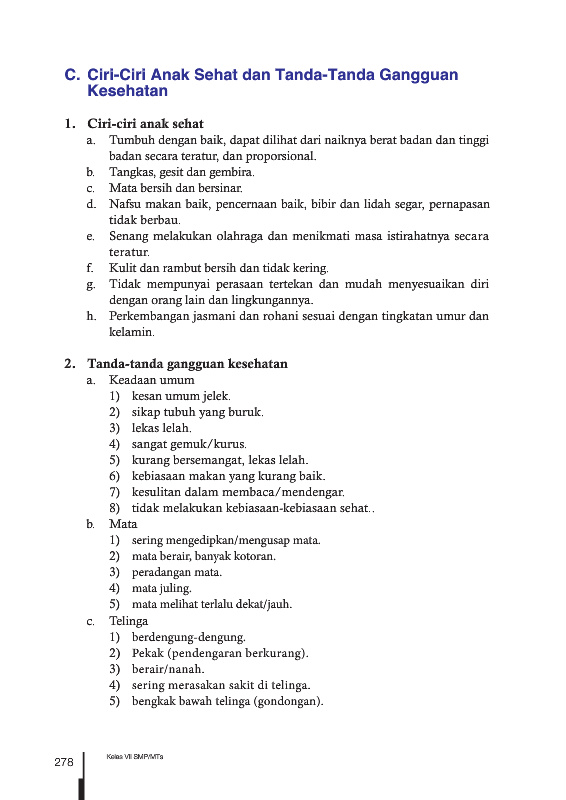 C. Ciri-Ciri Anak Sehat dan Tanda-Tanda Gangguan
Kesehatan
1. Ciri-ciri anak sehat
a. Tumbuh dengan baik, dapat dilihat dari naiknya berat badan dan tinggi
badan secara teratur, dan proporsional.
b. Tangkas, gesit dan gembira.
c. Mata bersih dan bersinar.
d. Nafsu makan baik, pencernaan baik, bibir dan lidah segar, pernapasan
tidak berbau.
e. Senang melakukan olahraga dan menikmati masa istirahatnya secara
teratur.
f. Kulit dan rambut bersih dan tidak kering.
g. Tidak mempunyai perasaan tertekan dan mudah menyesuaikan diri
dengan orang lain dan lingkungannya.
h. Perkembangan jasmani dan rohani sesuai dengan tingkatan umur dan
kelamin.
2. Tanda-tanda gangguan kesehatan
a. Keadaan umum
1) kesan umum jelek.
2) sikap tubuh yang buruk.
3) lekas lelah.
4) sangat gemuk/kurus.
5) kurang bersemangat, lekas lelah.
6) kebiasaan makan yang kurang baik.
7) kesulitan dalam membaca/mendengar.
8) tidak melakukan kebiasaan-kebiasaan sehat..
b. Mata
1) sering mengedipkan/mengusap mata.
2) mata berair, banyak kotoran.
3) peradangan mata.
4) mata juling.
5) mata melihat terlalu dekat/jauh.
c. Telinga
1) berdengung-dengung.
2) Pekak (pendengaran berkurang).
3) berair/nanah.
4) sering merasakan sakit di telinga.
5) bengkak bawah telinga (gondongan).
278 Kelas VII SMP/MTs